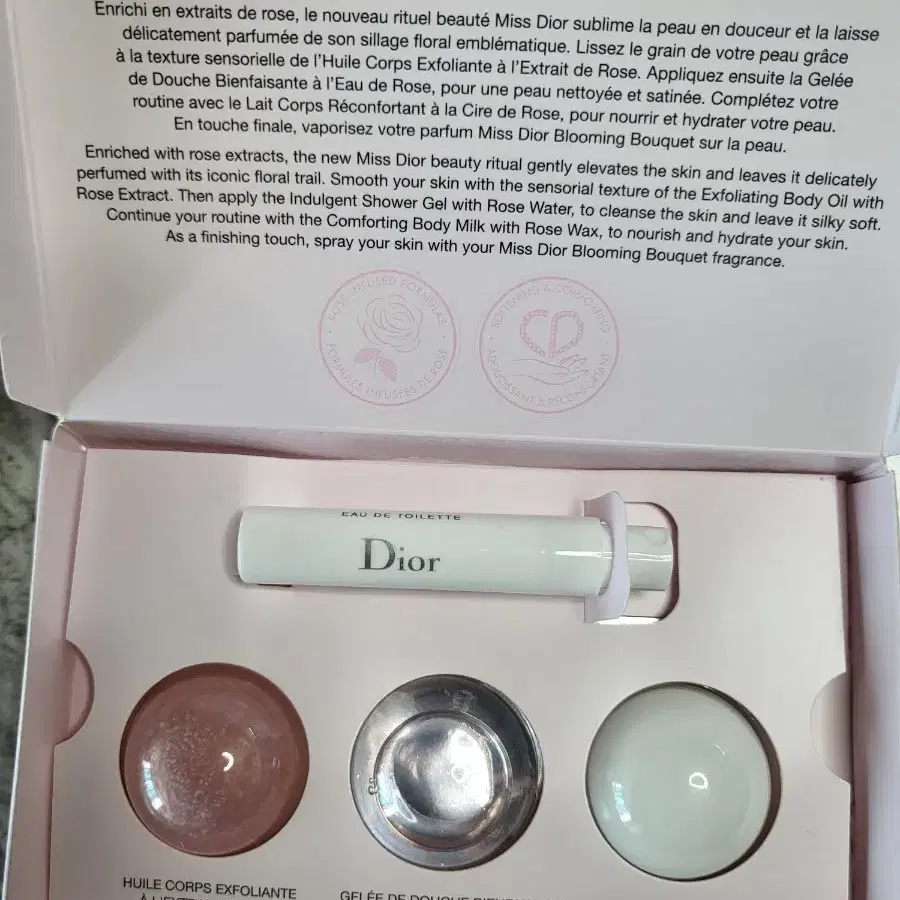 Enrichi en extraits de rose, le nouveau rituel beauté Miss Dior sublime la peau en douceur et la laisse
délicatement parfumée de son sillage floral emblématique. Lissez le grain de votre peau grâce
à la texture sensorielle de l'Huile Corps Exfoliante à l'Extrait de Rose. Appliquez ensuite la Gelée
de Douche Bienfaisante à l'Eau de Rose, pour une peau nettoyée et satinée. Complétez votre
routine avec le Lait Corps Réconfortant à la Cire de Rose, pour nourrir et hydrater votre peau.
En touche finale, vaporisez votre parfum Miss Dior Blooming Bouquet sur la peau.
Enriched with rose extracts, the new Miss Dior beauty ritual gently elevates the skin and leaves it delicately
perfumed with its iconic floral trail. Smooth your skin with the sensorial texture of the Exfoliating Body Oil with
Rose Extract. Then apply the Indulgent Shower Gel with Rose Water, to cleanse the skin and leave it silky soft.
Continue your routine with the Comforting Body Milk with Rose Wax, to nourish and hydrate your skin.
As a finishing touch, spray your skin with your Miss Dior Blooming Bouquet fragrance.
ROSE INFUSED FORMULAS
FORMULES INFUSÉES DE ROSE
SOFTENING & COMFORTING
CD
ADOUCISSANT & RÉCONFORTANT
EAU DE TOILETTE
Dior
HUILE CORPS EXFOLIANTE
GELÉE DE DOUCHE